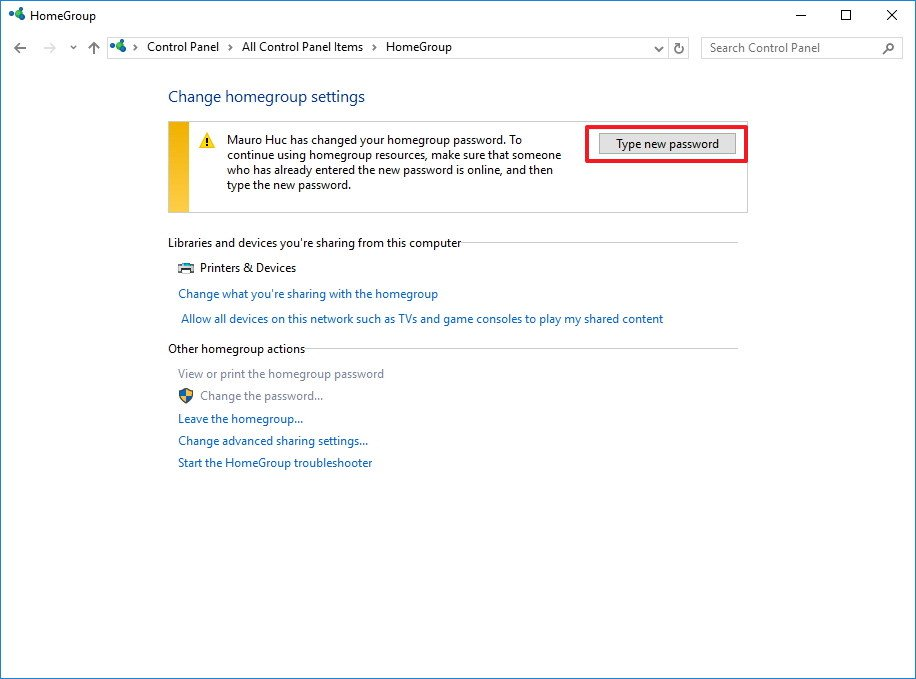 HomeGroup
Control Panel > All Control Panel Items > HomeGroup
Search Control Panel
Change homegroup settings
Mauro Huc has changed your homegroup password. To
continue using homegroup resources, make sure that someone
who has already entered the new password is online, and then
type the new password.
Type new password
Libraries and devices you're sharing from this computer
Printers & Devices
Change what you're sharing with the homegroup
Allow all devices on this network such as TVs and game consoles to play my shared content
Other homegroup actions
View or print the homegroup password
Change the password...
Leave the homegroup...
Change advanced sharing settings...
Start the HomeGroup troubleshooter